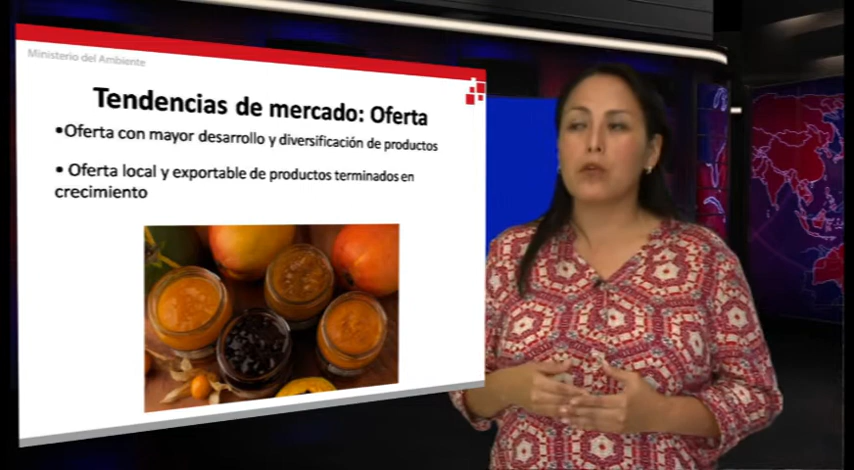 Ministerio del Ambiente
Tendencias de mercado: Oferta
•Oferta con mayor desarrollo y diversificación de productos
• Oferta local y exportable de productos terminados en
crecimiento